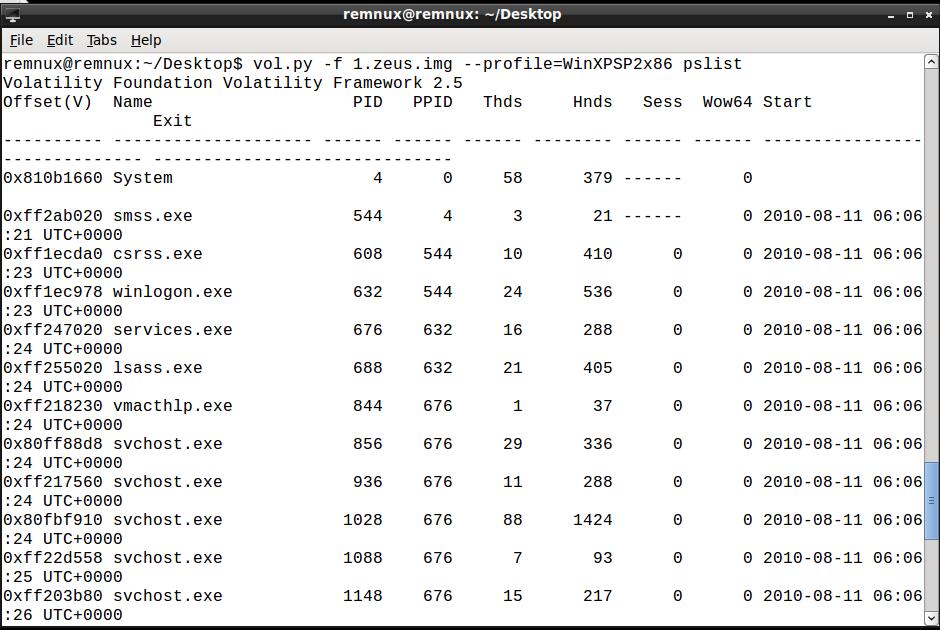 remnux@remnux: ~/Desktop
File Edit Tabs Help
remnux@remnux:~/Desktop$ vol.py -f 1.zeus.img --profile=WinXPSP2x86 pslist
Volatility Foundation Volatility Framework 2.5
Offset(V)  Name                    PID   PPID   Thds     Hnds   Sess  Wow64 Start
               Exit
---------- -------------------- ------ ------ ------ -------- ------ ------ ----------------
-------------- ------------------------------
0x810b1660 System                    4      0     58      379 ------      0
0xff2ab020 smss.exe                544      4      3       21 ------      0 2010-08-11 06:06
:21 UTC+0000
0xff1ecda0 csrss.exe               608    544     10      410      0      0 2010-08-11 06:06
:23 UTC+0000
0xff1ec978 winlogon.exe            632    544     24      536      0      0 2010-08-11 06:06
:23 UTC+0000
0xff247020 services.exe            676    632     16      288      0      0 2010-08-11 06:06
:24 UTC+0000
0xff255020 lsass.exe               688    632     21      405      0      0 2010-08-11 06:06
:24 UTC+0000
0xff218230 vmacthlp.exe            844    676      1       37      0      0 2010-08-11 06:06
:24 UTC+0000
0x80ff88d8 svchost.exe             856    676     29      336      0      0 2010-08-11 06:06
:24 UTC+0000
0xff217560 svchost.exe             936    676     11      288      0      0 2010-08-11 06:06
:24 UTC+0000
0x80fbf910 svchost.exe            1028    676     88     1424      0      0 2010-08-11 06:06
:24 UTC+0000
0xff22d558 svchost.exe            1088    676      7       93      0      0 2010-08-11 06:06
:25 UTC+0000
0xff203b80 svchost.exe            1148    676     15      217      0      0 2010-08-11 06:06
:26 UTC+0000